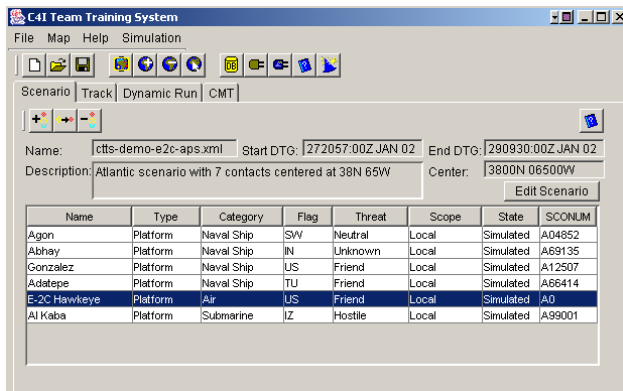 C4I Team Training System
File Map Help Simulation
DB
Scenario Track Dynamic Run CMT
Name: ctts-demo-e2c-aps.xml Start DTG: 272057:00Z JAN 02 End DTG: 290930:00Z JAN 02
Description: Atlantic scenario with 7 contacts centered at 38N 65W Center: 3800N 06500W
Edit Scenario
Name Type Category Flag Threat Scope State SCONUM
Agon Platform Naval Ship SW Neutral Local Simulated A04852
Abhay Platform Naval Ship IN Unknown Local Simulated A69135
Gonzalez Platform Naval Ship US Friend Local Simulated A12507
Adatepe Platform Naval Ship TU Friend Local Simulated A66414
E-2C Hawkeye Platform Air US Friend Local Simulated A0
Al Kaba Platform Submarine IZ Hostile Local Simulated A99001